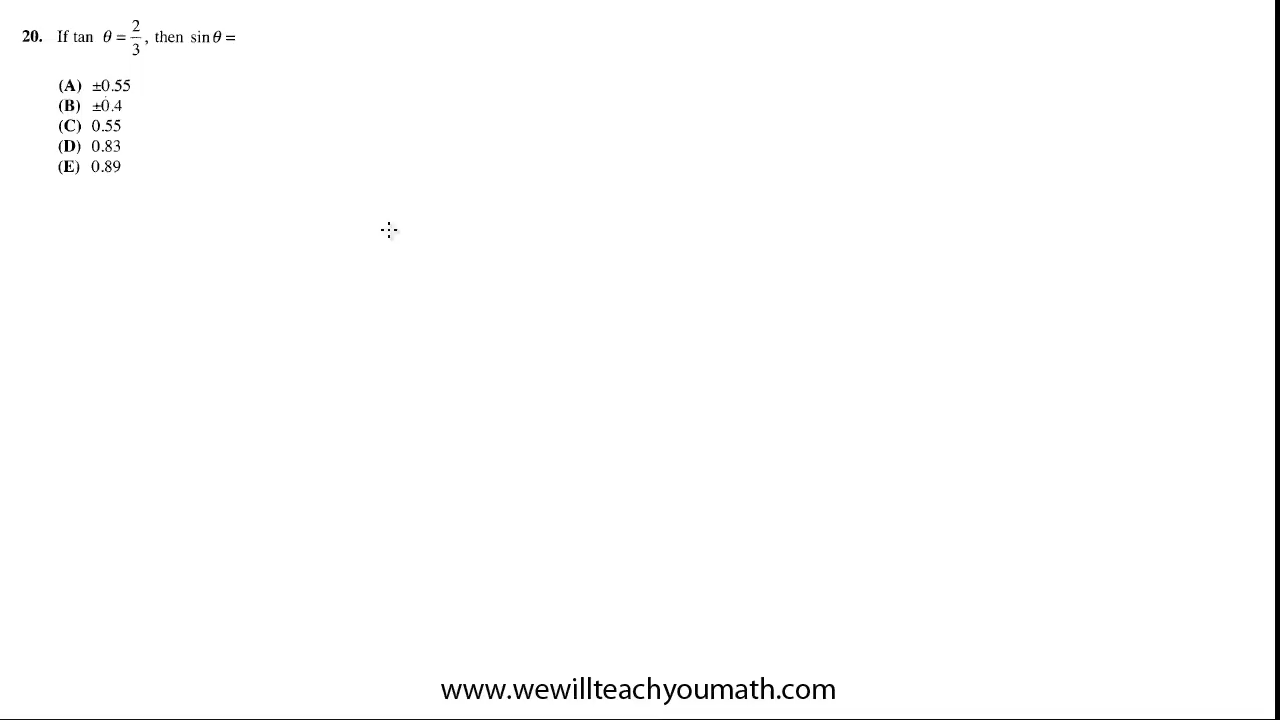 20. If tan θ = 2/3, then sin θ =
(A) ±0.55
(B) ±0.4
(C) 0.55
(D) 0.83
(E) 0.89
www.wewillteachyoumath.com